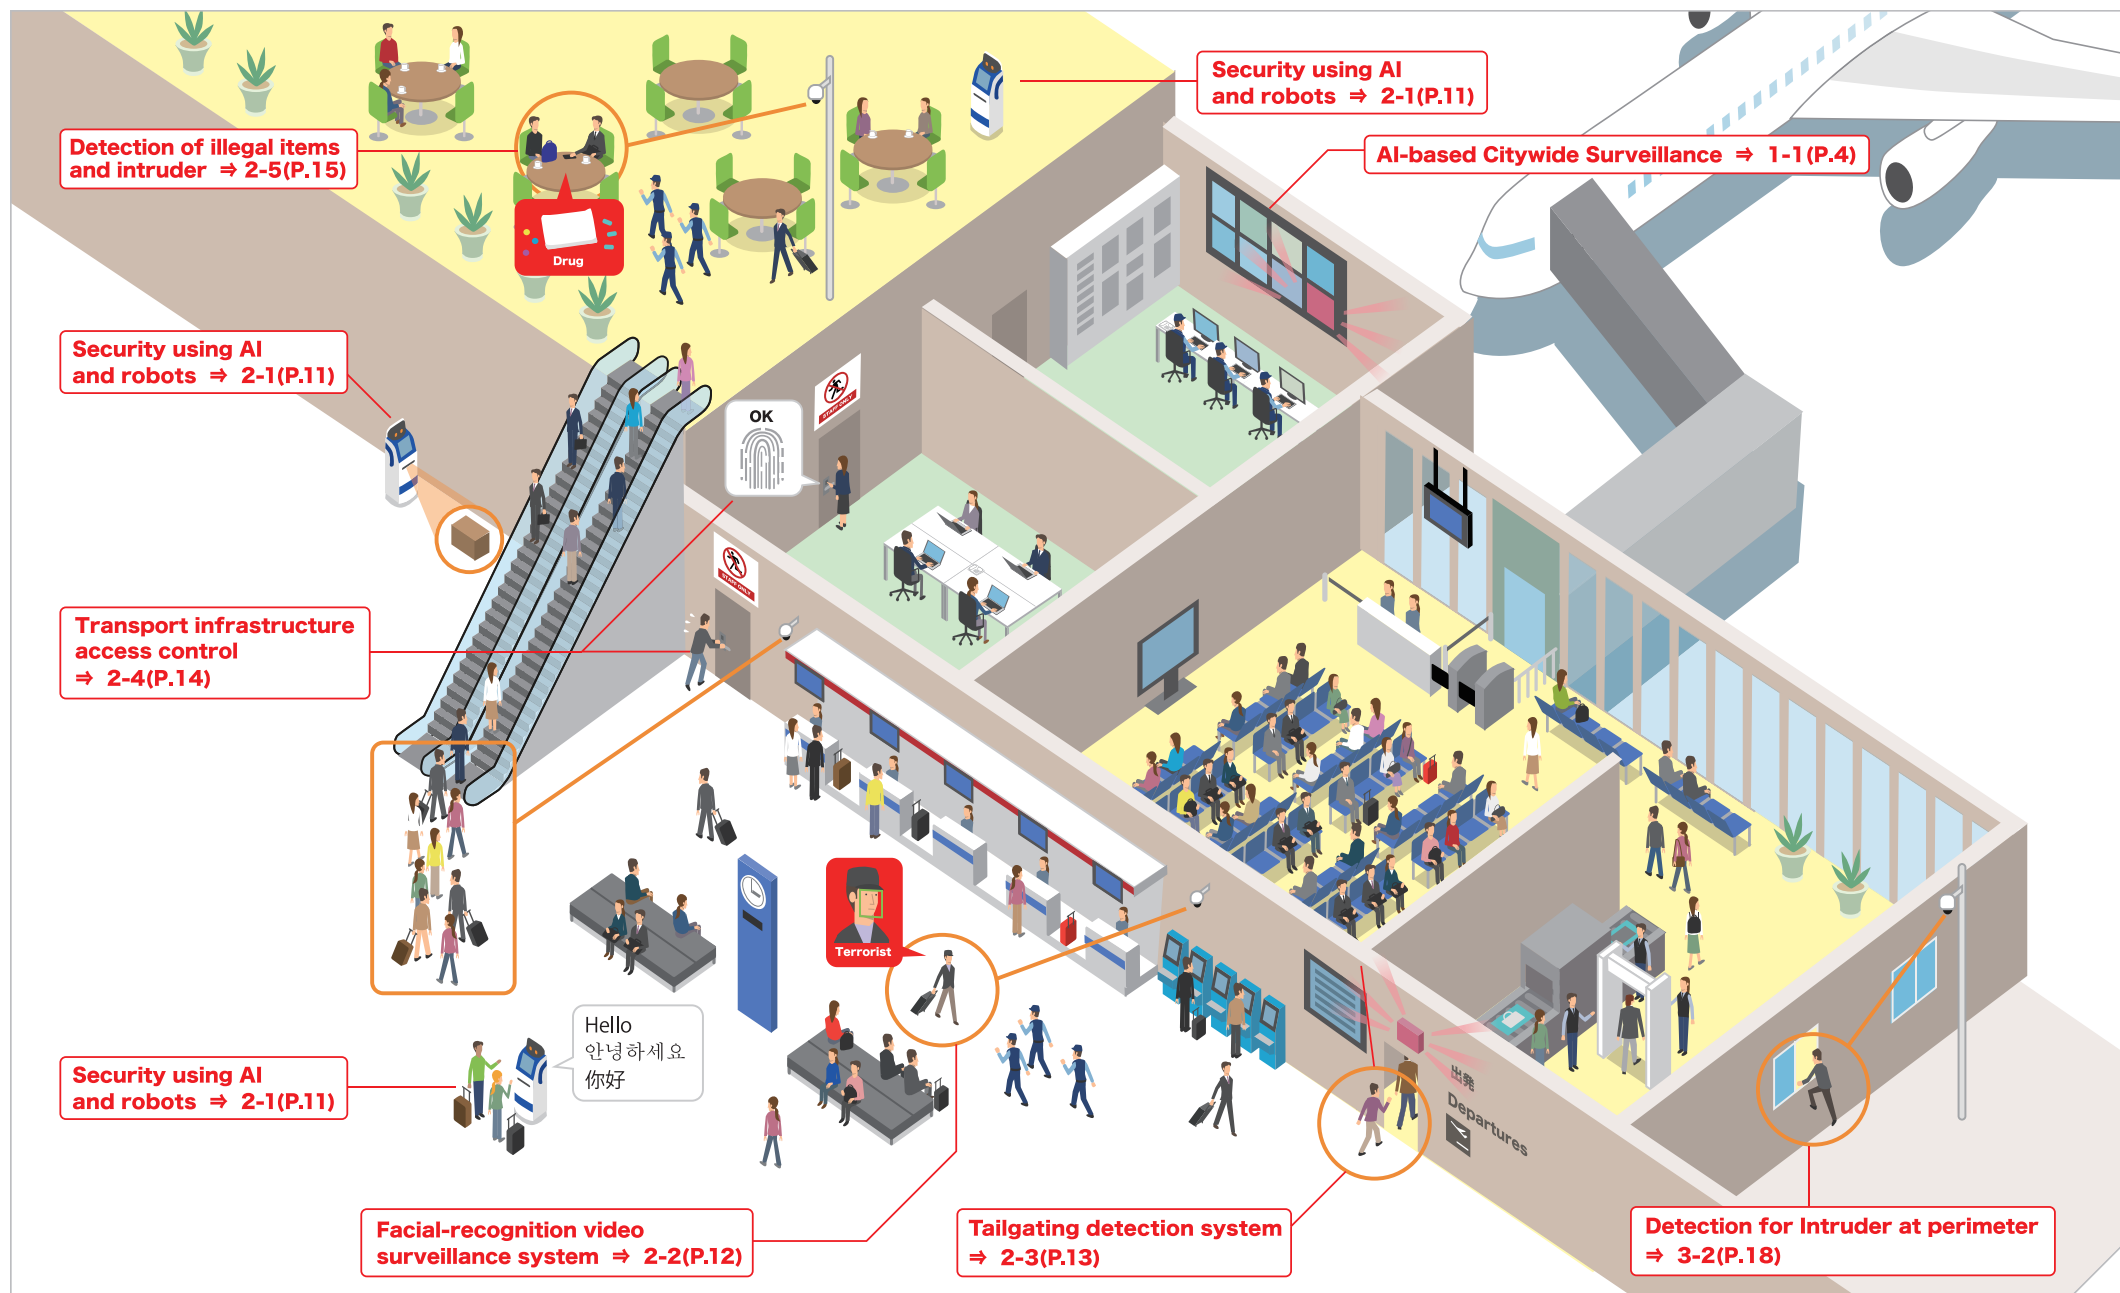 Security using AI
and robots ⇒ 2-1(P.11)
Detection of illegal items
and intruder ⇒ 2-5(P.15)
AI-based Citywide Surveillance ⇒ 1-1(P.4)
Drug
Security using AI
and robots ⇒ 2-1(P.11)
STAFF ONLY
OK
STAFF ONLY
Transport infrastructure
access control
⇒ 2-4(P.14)
Terrorist
Hello
안녕하세요
你好
Security using AI
and robots ⇒ 2-1(P.11)
出発
Departures
Facial-recognition video
surveillance system ⇒ 2-2(P.12)
Tailgating detection system
⇒ 2-3(P.13)
Detection for Intruder at perimeter
⇒ 3-2(P.18)